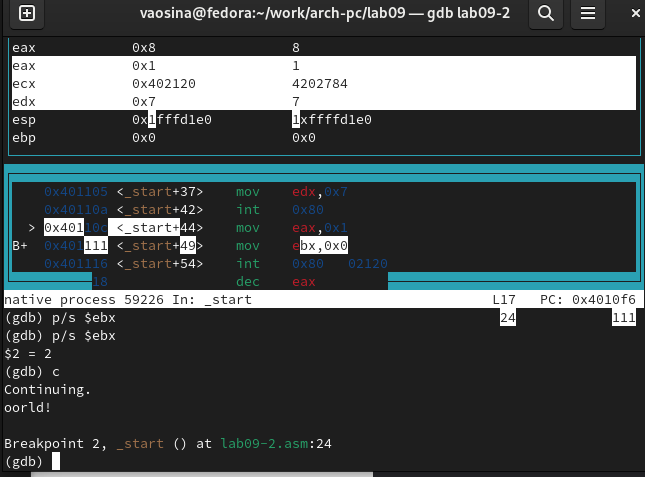 vaosina@fedora:~/work/arch-pc/lab09 — gdb lab09-2
eax 0x8 8
eax 0x1 1
ecx 0x402120 4202784
edx 0x7 7
esp 0x1fffd1e0 1xffffd1e0
ebp 0x0 0x0
0x401105 <_start+37> mov edx,0x7
0x40110a <_start+42> int 0x80
> 0x40110c <_start+44> mov eax,0x1
B+ 0x401111 <_start+49> mov ebx,0x0
0x401116 <_start+54> int 0x80 02120
18 dec eax
native process 59226 In: _start L17 PC: 0x4010f6
(gdb) p/s $ebx 24 111
(gdb) p/s $ebx
$2 = 2
(gdb) c
Continuing.
oorld!
Breakpoint 2, _start () at lab09-2.asm:24
(gdb)